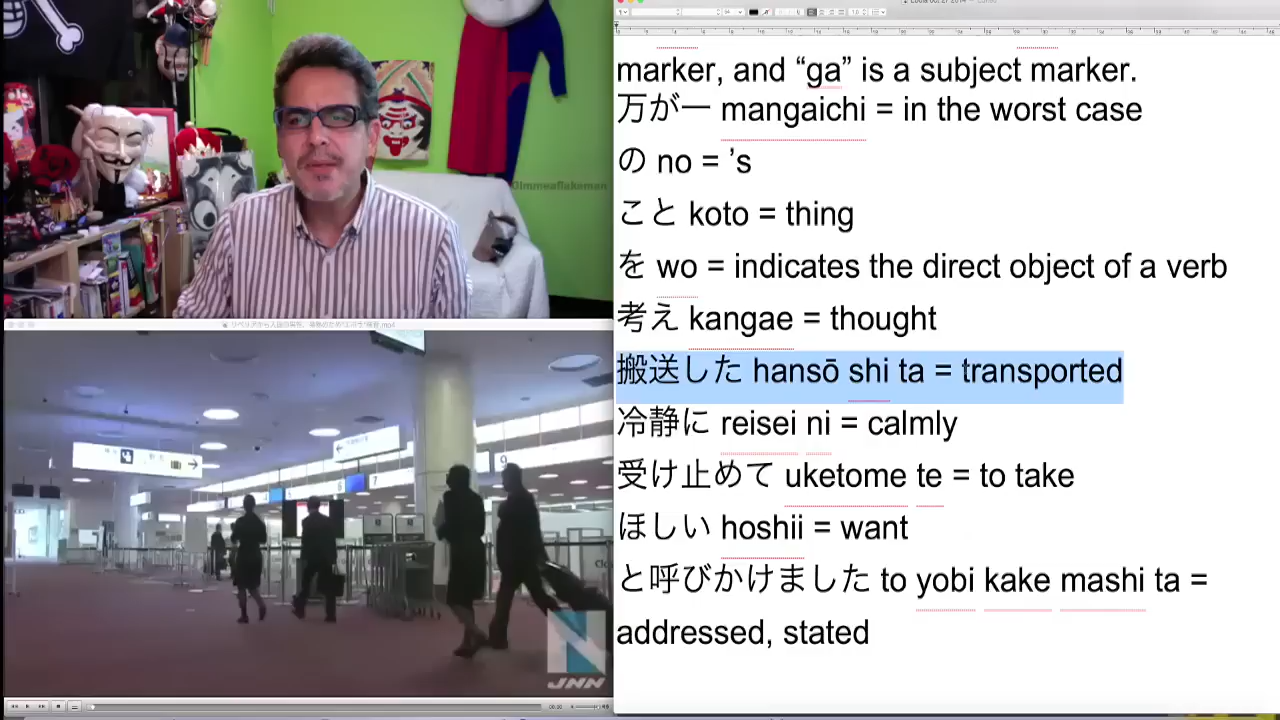 marker, and “ga” is a subject marker.
万が一 mangaichi = in the worst case
の no = ’s
こと koto = thing
を wo = indicates the direct object of a verb
考え kangae = thought
搬送した hansō shi ta = transported
冷静に reisei ni = calmly
受け止めて uketome te = to take
ほしい hoshii = want
と呼びかけました to yobi kake mashi ta =
addressed, stated
Gimmeaflakeman
9
7
N
JNN